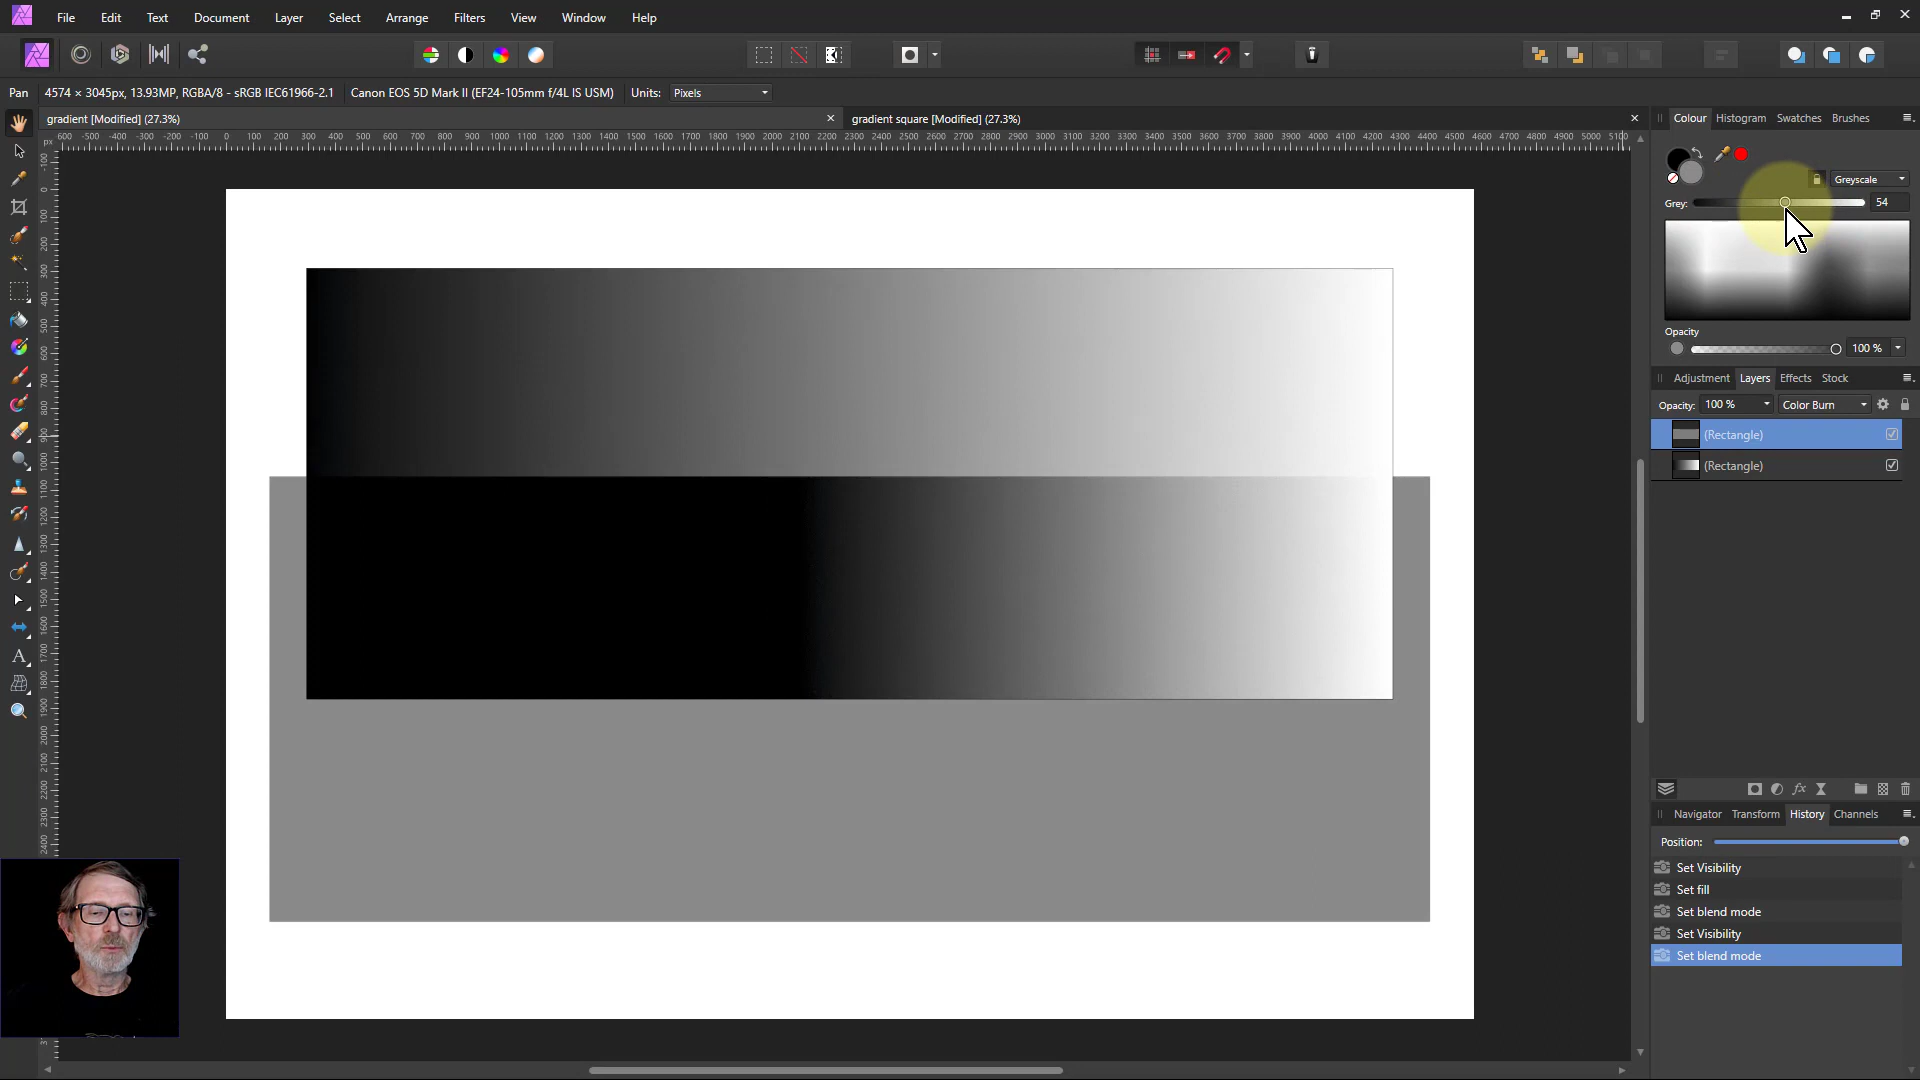 File Edit Text Document Layer Select Arrange Filters View Window Help
Pan 4574 × 3045px, 13.93MP, RGBA/8 - sRGB IEC61966-2.1 Canon EOS 5D Mark II (EF24-105mm f/4L IS USM) Units: Pixels
gradient [Modified] (27.3%) gradient square [Modified] (27.3%)
Colour Histogram Swatches Brushes
Greyscale
Grey: 54
Opacity
100 %
Adjustment Layers Effects Stock
Opacity: 100 % Color Burn
(Rectangle)
(Rectangle)
Navigator Transform History Channels
Position:
Set Visibility
Set fill
Set blend mode
Set Visibility
Set blend mode